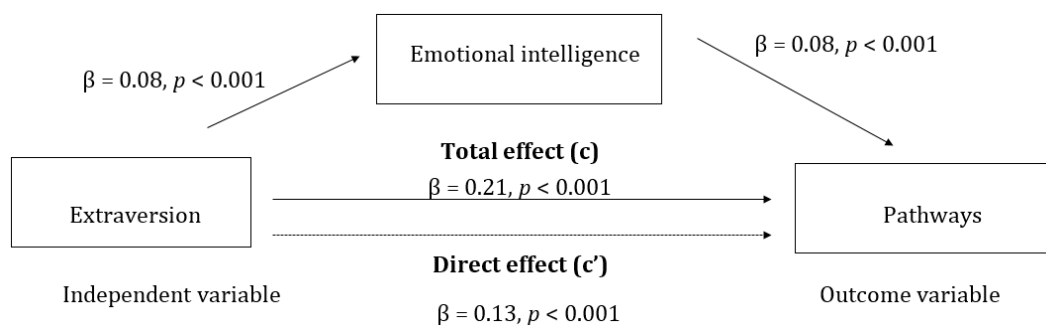 Emotional intelligence
β = 0.08, p < 0.001
β = 0.08, p < 0.001
Total effect (c)
β = 0.21, p < 0.001
Extraversion
Pathways
Direct effect (c’)
Independent variable
Outcome variable
β = 0.13, p < 0.001